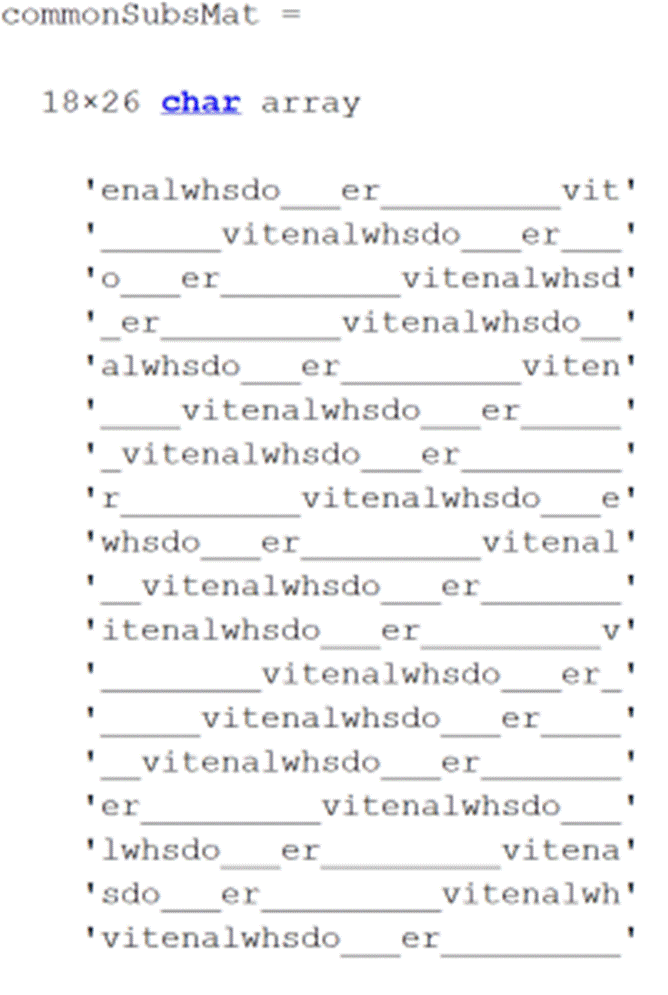 commonSubsMat =
18×26 char array
'enalwhsdo___er_________vit'
'______vitenalwhsdo___er___'
'o___er_________vitenalwhsd'
'_er_________vitenalwhsdo__'
'alwhsdo___er_________viten'
'____vitenalwhsdo___er_____'
'_vitenalwhsdo___er________'
'r_________vitenalwhsdo___e'
'whsdo___er_________vitenal'
'__vitenalwhsdo___er_______'
'itenalwhsdo___er_________v'
'________vitenalwhsdo___er_'
'_____vitenalwhsdo___er____'
'__vitenalwhsdo___er_______'
'er_________vitenalwhsdo___'
'lwhsdo___er_________vitena'
'sdo___er_________vitenalwh'
'vitenalwhsdo___er_________'